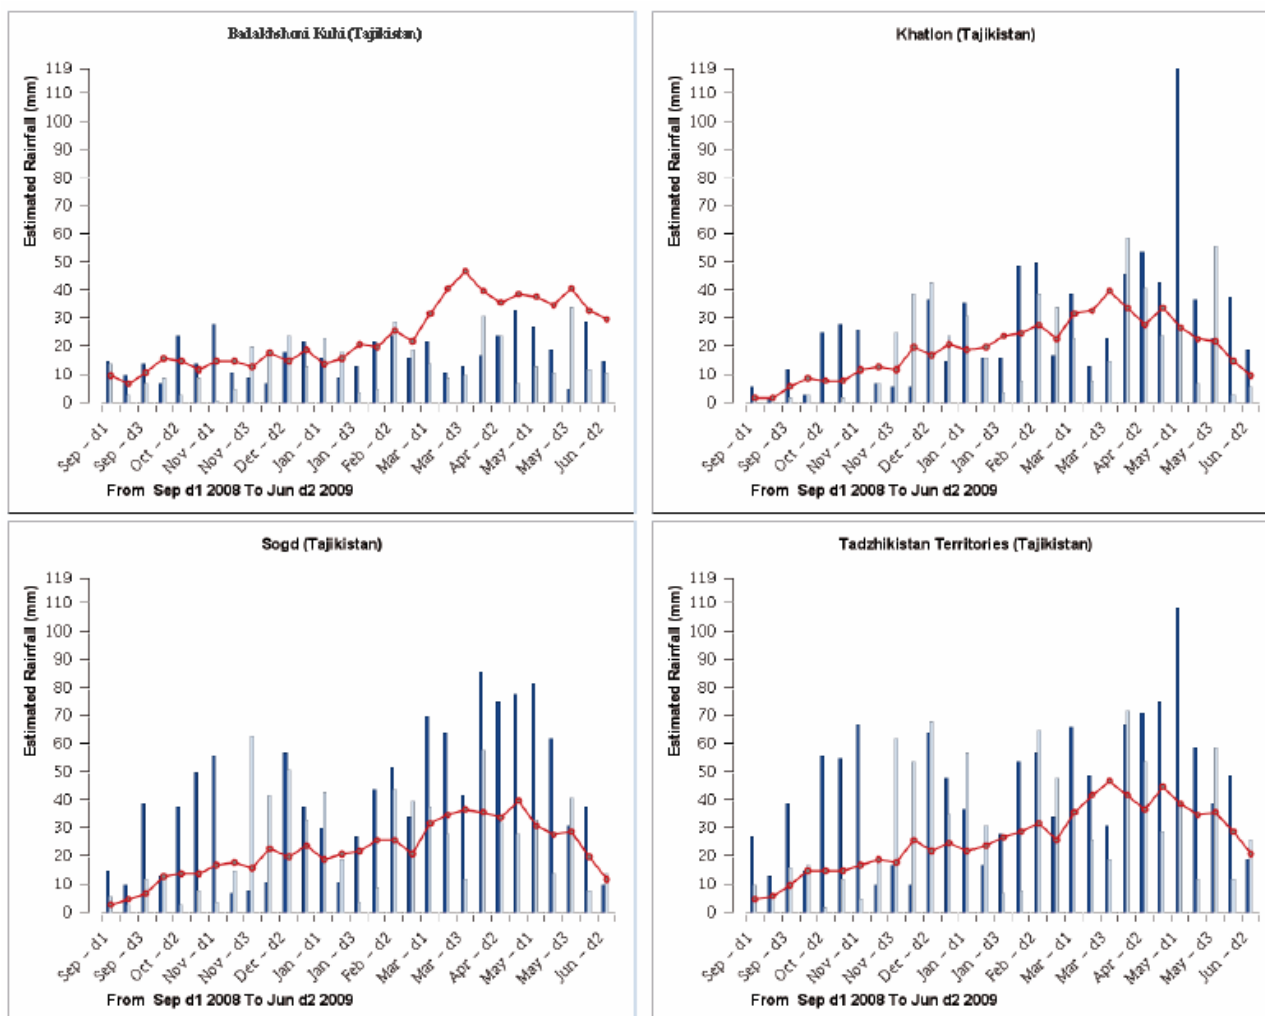 Badakhshoni Kuhi (Tajikistan)
Estimated Rainfall (mm)
119
110
100
90
80
70
60
50
40
30
20
10
0
Sep - d1
Sep - d3
Oct - d2
Nov - d1
Nov - d3
Dec - d2
Jan - d1
Jan - d3
Feb - d2
Mar - d1
Mar - d3
Apr - d2
May - d1
May - d3
Jun - d2
From Sep d1 2008 To Jun d2 2009
Khatlon (Tajikistan)
Estimated Rainfall (mm)
119
110
100
90
80
70
60
50
40
30
20
10
0
Sep - d1
Sep - d3
Oct - d2
Nov - d1
Nov - d3
Dec - d2
Jan - d1
Jan - d3
Feb - d2
Mar - d1
Mar - d3
Apr - d2
May - d1
May - d3
Jun - d2
From Sep d1 2008 To Jun d2 2009
Sogd (Tajikistan)
Estimated Rainfall (mm)
119
110
100
90
80
70
60
50
40
30
20
10
0
Sep - d1
Sep - d3
Oct - d2
Nov - d1
Nov - d3
Dec - d2
Jan - d1
Jan - d3
Feb - d2
Mar - d1
Mar - d3
Apr - d2
May - d1
May - d3
Jun - d2
From Sep d1 2008 To Jun d2 2009
Tadzhikistan Territories (Tajikistan)
Estimated Rainfall (mm)
119
110
100
90
80
70
60
50
40
30
20
10
0
Sep - d1
Sep - d3
Oct - d2
Nov - d1
Nov - d3
Dec - d2
Jan - d1
Jan - d3
Feb - d2
Mar - d1
Mar - d3
Apr - d2
May - d1
May - d3
Jun - d2
From Sep d1 2008 To Jun d2 2009